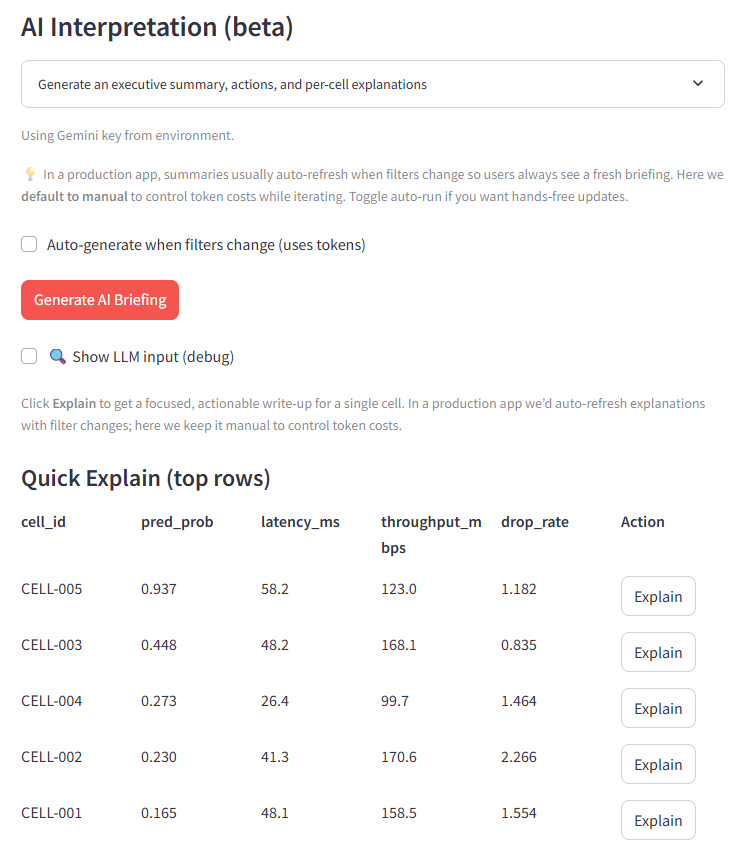 AI Interpretation (beta)
Generate an executive summary, actions, and per-cell explanations
Using Gemini key from environment.
💡 In a production app, summaries usually auto-refresh when filters change so users always see a fresh briefing. Here we
default to manual to control token costs while iterating. Toggle auto-run if you want hands-free updates.
Auto-generate when filters change (uses tokens)
Generate AI Briefing
🔍 Show LLM input (debug)
Click Explain to get a focused, actionable write-up for a single cell. In a production app we’d auto-refresh explanations
with filter changes; here we keep it manual to control token costs.
Quick Explain (top rows)
cell_id pred_prob latency_ms throughput_m drop_rate Action
bps
CELL-005 0.937 58.2 123.0 1.182 Explain
CELL-003 0.448 48.2 168.1 0.835 Explain
CELL-004 0.273 26.4 99.7 1.464 Explain
CELL-002 0.230 41.3 170.6 2.266 Explain
CELL-001 0.165 48.1 158.5 1.554 Explain